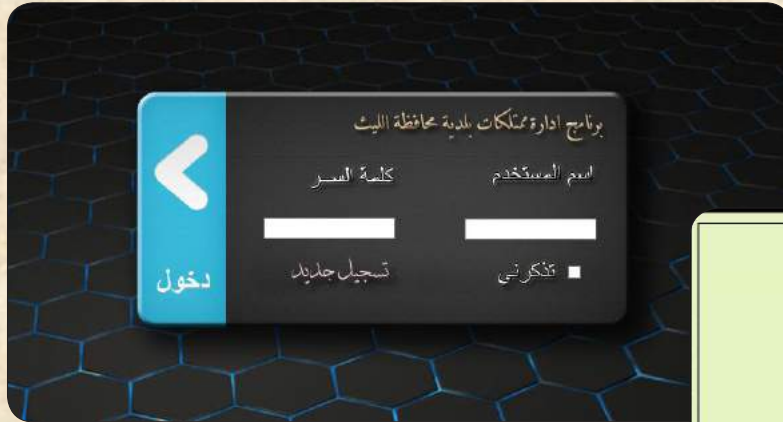 برنامج ادارة ممتلكات بلدية محافظة الليث
اسم المستخدم
كلمة السر
تذكرني
تسجيل جديد
دخول